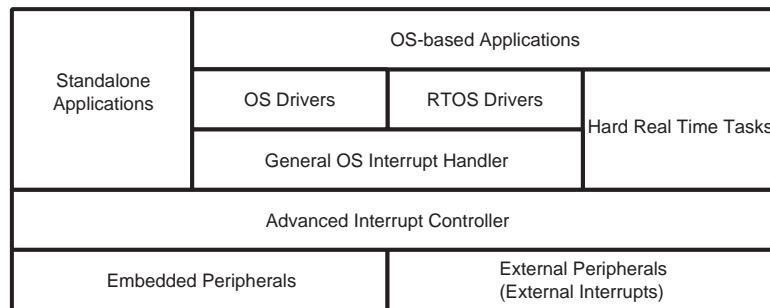 OS-based Applications
Standalone
Applications
OS Drivers
RTOS Drivers
Hard Real Time Tasks
General OS Interrupt Handler
Advanced Interrupt Controller
Embedded Peripherals
External Peripherals
(External Interrupts)